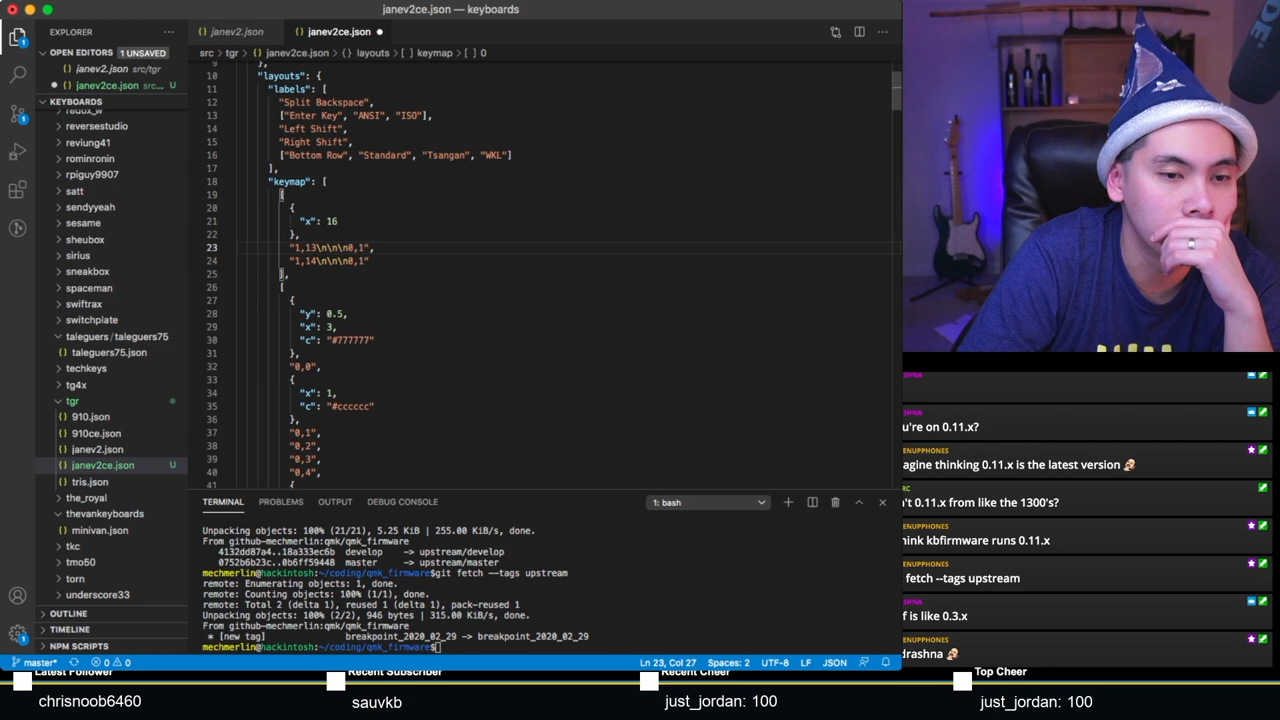 janev2ce.json — keyboards
EXPLORER
OPEN EDITORS 1 UNSAVED
janev2.json src/tgr
janev2ce.json src... U
KEYBOARDS
redox_w
reversestudio
reviung41
rominronin
rpiguy9907
satt
sendyyeah
sesame
sheubox
sirius
sneakbox
spaceman
swiftrax
switchplate
taleguers / taleguers75
taleguers75.json
techkeys
tg4x
tgr
910.json
910ce.json
janev2.json
janev2ce.json U
tris.json
the_royal
thevankeyboards
minivan.json
tkc
tmo50
torn
underscore33
OUTLINE
TIMELINE
NPM SCRIPTS
janev2.json
janev2ce.json
src > tgr > janev2ce.json > {} layouts > [ ] keymap > [ ] 0
9 },
10 "layouts": {
11 "labels": [
12 "Split Backspace",
13 ["Enter Key", "ANSI", "ISO"],
14 "Left Shift",
15 "Right Shift",
16 ["Bottom Row", "Standard", "Tsangan", "WKL"]
17 ],
18 "keymap": [
19 [
20 {
21 "x": 16
22 },
23 "1,13\n\n\n0,1",
24 "1,14\n\n\n0,1"
25 ],
26 [
27 {
28 "y": 0.5,
29 "x": 3,
30 "c": "#777777"
31 },
32 "0,0",
33 {
34 "x": 1,
35 "c": "#cccccc"
36 },
37 "0,1",
38 "0,2",
39 "0,3",
40 "0,4",
41 {
TERMINAL PROBLEMS OUTPUT DEBUG CONSOLE
1: bash
Unpacking objects: 100% (21/21), 5.25 KiB | 255.00 KiB/s, done.
From github-mechmerlin:qmk/qmk_firmware
4132dd87a4..18a333ec6b develop -> upstream/develop
0752b6b23c..0b6ff59448 master -> upstream/master
mechmerlin@hackintosh:~/coding/qmk_firmware$git fetch --tags upstream
remote: Enumerating objects: 1, done.
remote: Counting objects: 100% (1/1), done.
remote: Total 2 (delta 1), reused 1 (delta 1), pack-reused 1
Unpacking objects: 100% (2/2), 946 bytes | 315.00 KiB/s, done.
From github-mechmerlin:qmk/qmk_firmware
* [new tag] breakpoint_2020_02_29 -> breakpoint_2020_02_29
mechmerlin@hackintosh:~/coding/qmk_firmware$
master* 0 0
Ln 23, Col 27 Spaces: 2 UTF-8 LF JSON
SHNA
SHNA
u're on 0.11.x?
ENUPPHONES
agine thinking 0.11.x is the latest version
RC
't 0.11.x from like the 1300's?
ENUPPHONES
hink kbfirmware runs 0.11.x
ENUPPHONES
fetch --tags upstream
SHNA
f is like 0.3.x
ENUPPHONES
drashna
Latest Follower
chrisnoob6460
Recent Subscriber
sauvkb
Recent Cheer
just_jordan: 100
Top Cheer
just_jordan: 100